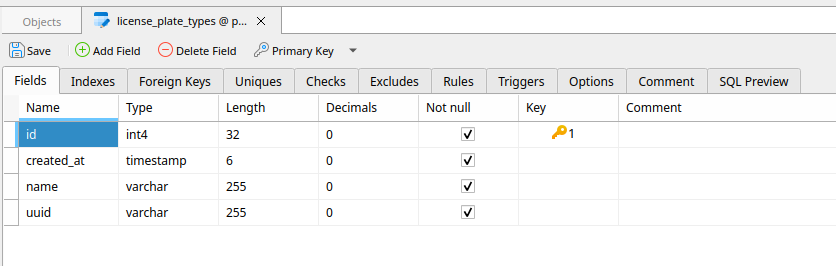 Objects license_plate_types @ p...
Save Add Field Delete Field Primary Key
Fields Indexes Foreign Keys Uniques Checks Excludes Rules Triggers Options Comment SQL Preview
Name Type Length Decimals Not null Key Comment
id int4 32 0 1
created_at timestamp 6 0
name varchar 255 0
uuid varchar 255 0